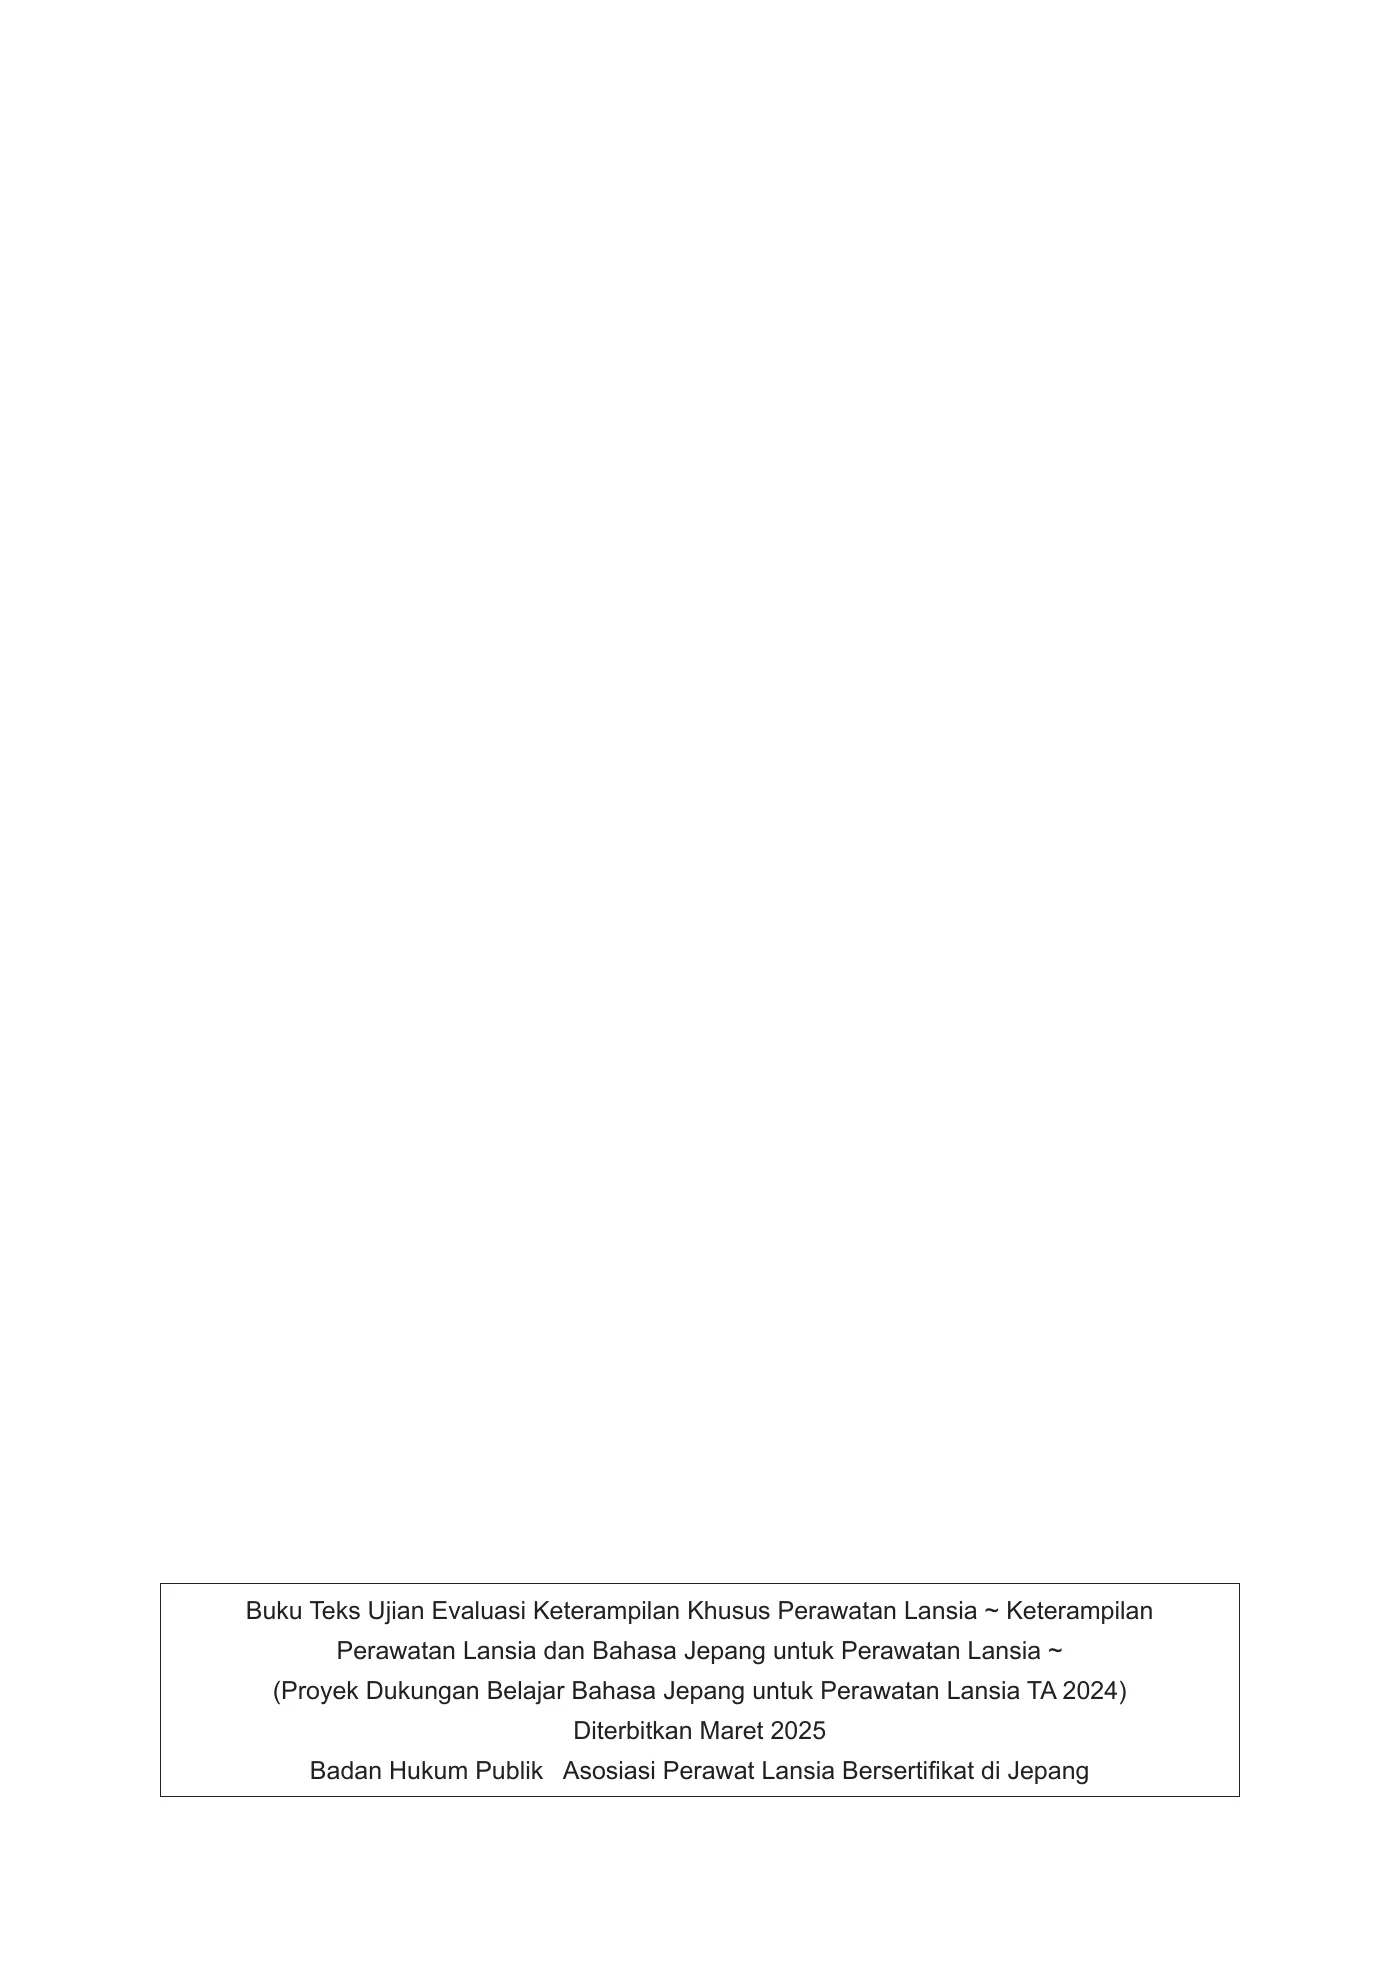 Buku Teks Ujian Evaluasi Keterampilan Khusus Perawatan Lansia ~ Keterampilan
Perawatan Lansia dan Bahasa Jepang untuk Perawatan Lansia ~
(Proyek Dukungan Belajar Bahasa Jepang untuk Perawatan Lansia TA 2024)
Diterbitkan Maret 2025
Badan Hukum Publik   Asosiasi Perawat Lansia Bersertifikat di Jepang